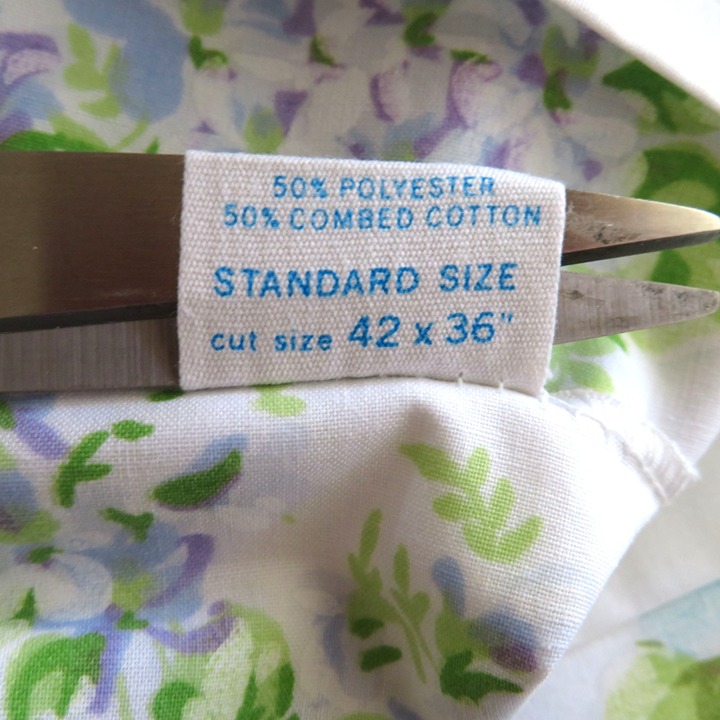 50% POLYESTER
50% COMBED COTTON
STANDARD SIZE
cut size 42 x 36"